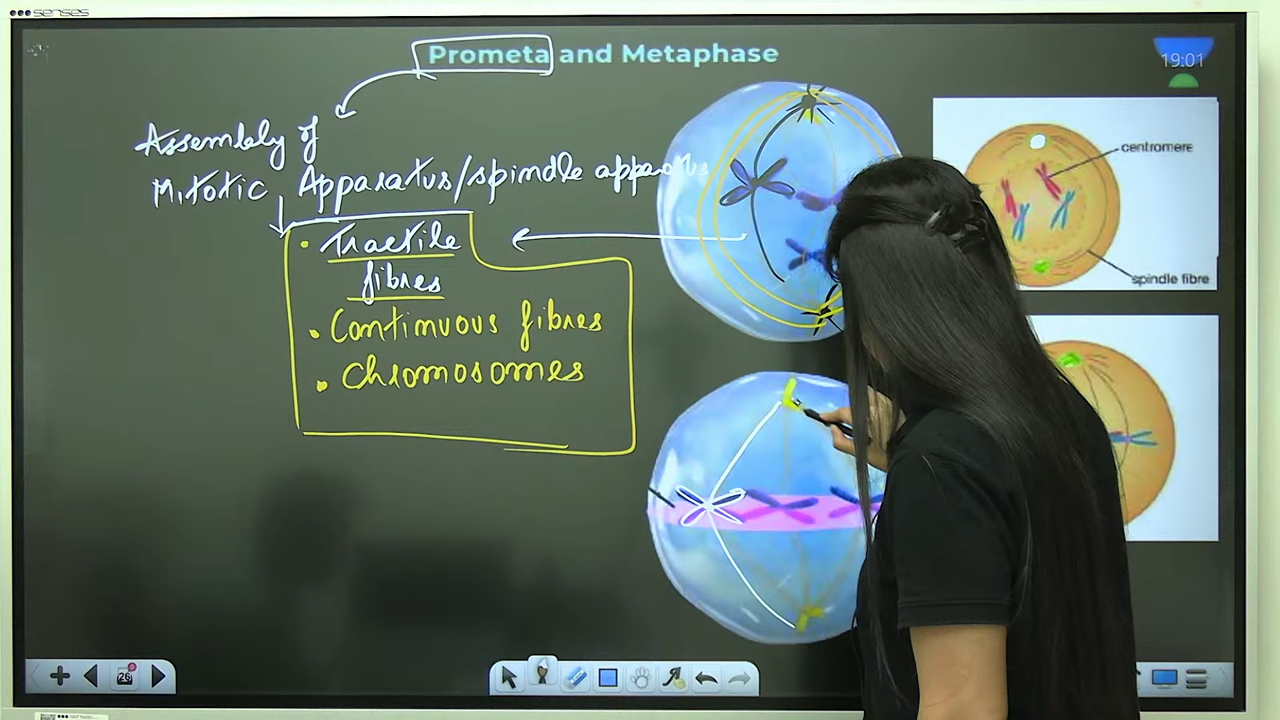 senses
Prometa and Metaphase
19:01
Assembly of
Mitotic Apparatus/spindle apparatus
• Tractile
fibres
• Continuous fibres
• Chromosomes
centromere
spindle fibre
26